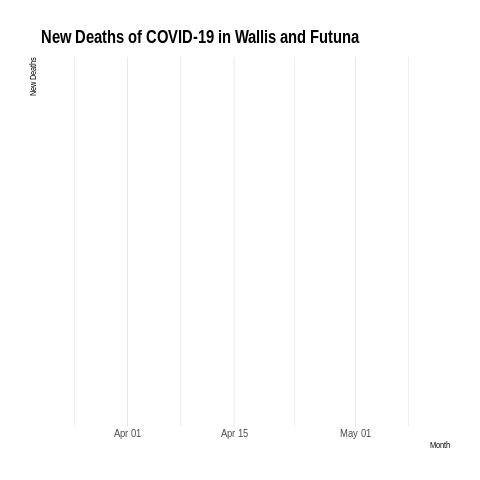 New Deaths of COVID-19 in Wallis and Futuna
New Deaths
Apr 01
Apr 15
May 01
Month